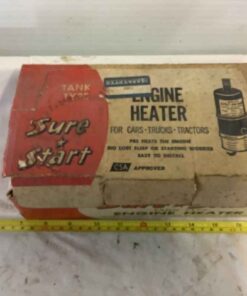 TANK
TYPE
Sure
Start
ENGINE
HEATER
FOR CARS · TRUCKS · TRACTORS
PRE HEATS THE ENGINE
NO LOST SLEEP OR STARTING WORRIES
EASY TO INSTALL
CSA APPROVED
ENGINE HEATER